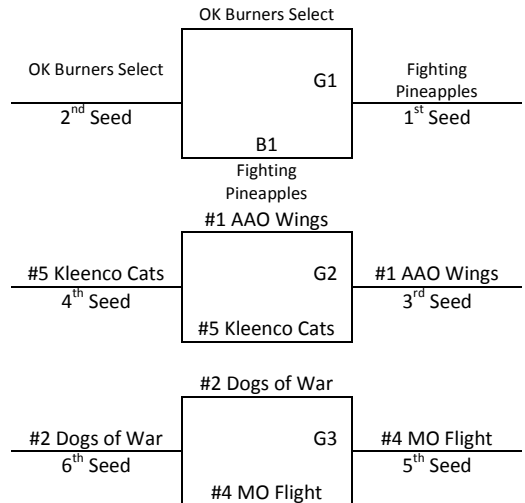 OK Burners Select
OK Burners Select
G1
Fighting
Pineapples
2nd Seed
1st Seed
B1
Fighting
Pineapples
#1 AAO Wings
#5 Kleenco Cats
G2
#1 AAO Wings
4th Seed
3rd Seed
#5 Kleenco Cats
#2 Dogs of War
#2 Dogs of War
G3
#4 MO Flight
6th Seed
5th Seed
#4 MO Flight